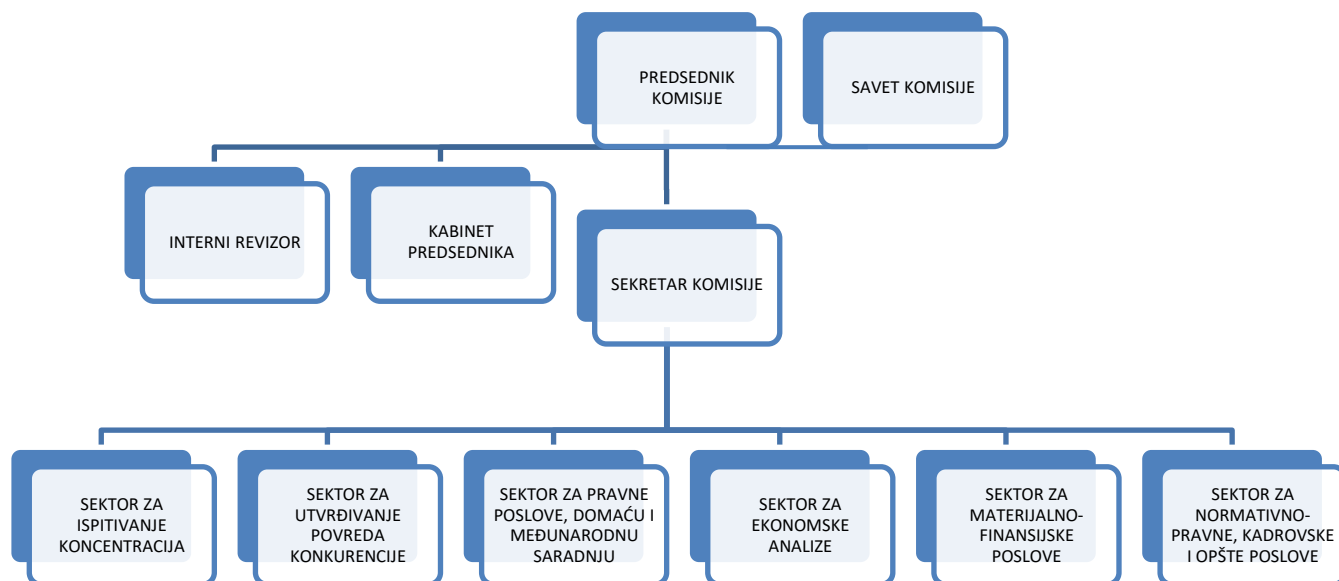 PREDSEDNIK
KOMISIJE
SAVET KOMISIJE
INTERNI REVIZOR
KABINET
PREDSEDNIKA
SEKRETAR KOMISIJE
SEKTOR ZA
ISPITIVANJE
KONCENTRACIJA
SEKTOR ZA
UTVRĐIVANJE
POVREDA
KONKURENCIJE
SEKTOR ZA PRAVNE
POSLOVE, DOMAĆU I
MEĐUNARODNU
SARADNJU
SEKTOR ZA
EKONOMSKE
ANALIZE
SEKTOR ZA
MATERIJALNO-
FINANSIJSKE
POSLOVE
SEKTOR ZA
NORMATIVNO-
PRAVNE, KADROVSKE
I OPŠTE POSLOVE